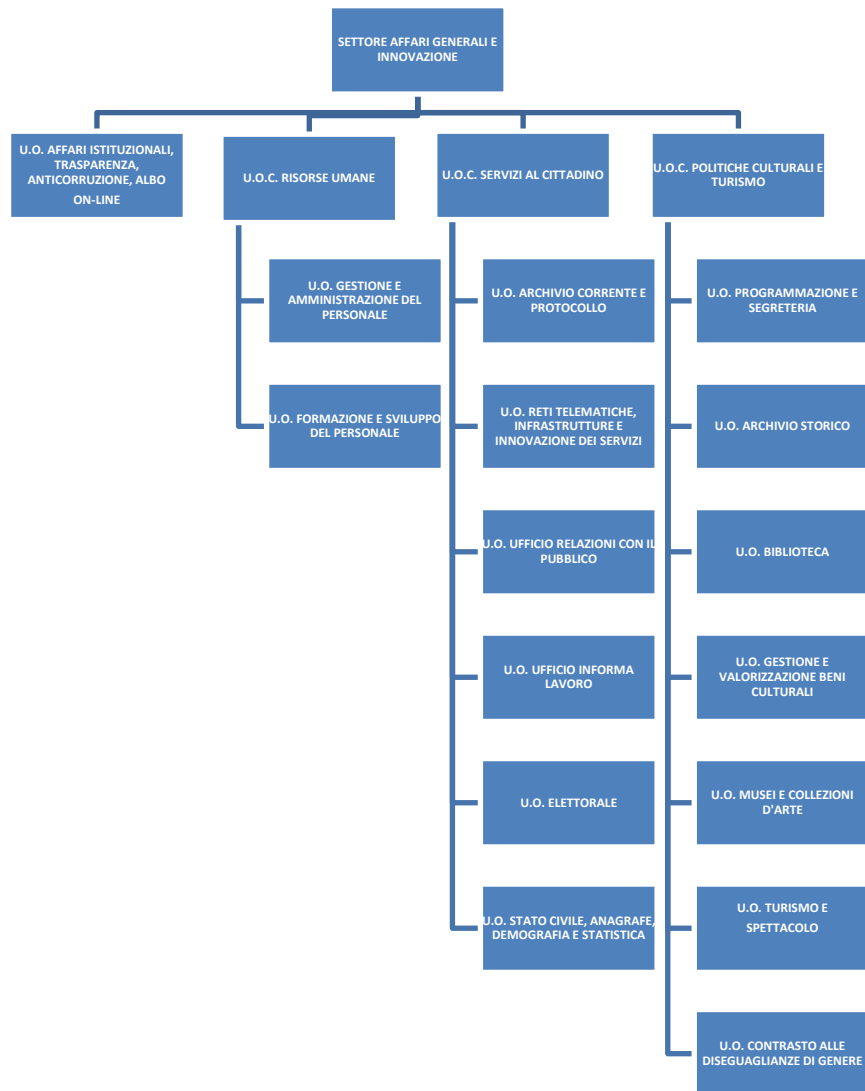 SETTORE AFFARI GENERALI E
INNOVAZIONE
U.O. AFFARI ISTITUZIONALI,
TRASPARENZA,
ANTICORRUZIONE, ALBO
ON-LINE
U.O.C. RISORSE UMANE
U.O. GESTIONE E
AMMINISTRAZIONE DEL
PERSONALE
U.O. FORMAZIONE E SVILUPPO
DEL PERSONALE
U.O.C. SERVIZI AL CITTADINO
U.O. ARCHIVIO CORRENTE E
PROTOCOLLO
U.O. RETI TELEMATICHE,
INFRASTRUTTURE E
INNOVAZIONE DEI SERVIZI
U.O. UFFICIO RELAZIONI CON IL
PUBBLICO
U.O. UFFICIO INFORMA
LAVORO
U.O. ELETTORALE
U.O. STATO CIVILE, ANAGRAFE,
DEMOGRAFIA E STATISTICA
U.O.C. POLITICHE CULTURALI E
TURISMO
U.O. PROGRAMMAZIONE E
SEGRETERIA
U.O. ARCHIVIO STORICO
U.O. BIBLIOTECA
U.O. GESTIONE E
VALORIZZAZIONE BENI
CULTURALI
U.O. MUSEI E COLLEZIONI
D'ARTE
U.O. TURISMO E
SPETTACOLO
U.O. CONTRASTO ALLE
DISEGUAGLIANZE DI GENERE